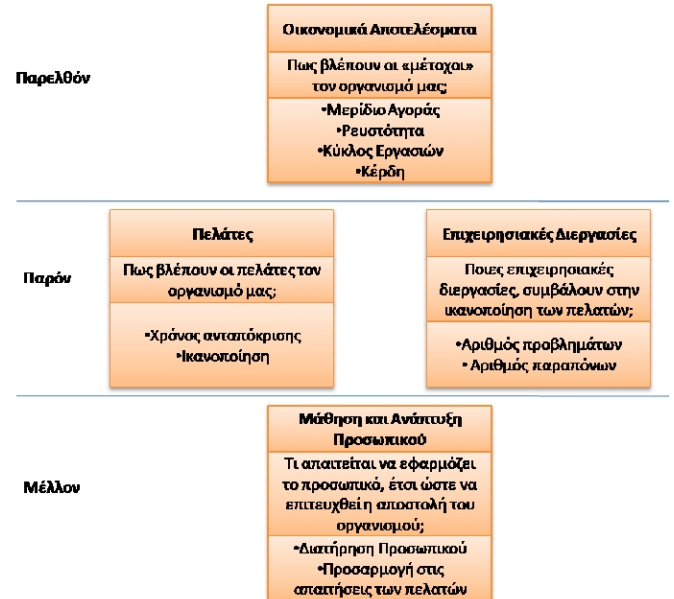 Οικονομικά Αποτελέσματα
Πως βλέπουν οι «μέτοχοι»
τον οργανισμό μας;
•Μερίδιο Αγοράς
•Ρευστότητα
•Κύκλος Εργασιών
•Κέρδη
Παρελθόν
Πελάτες
Πως βλέπουν οι πελάτες τον
οργανισμό μας;
•Χρόνος ανταπόκρισης
•Ικανοποίηση
Επιχειρησιακές Διεργασίες
Ποιες επιχειρησιακές
διεργασίες, συμβάλουν στην
ικανοποίηση των πελατών;
•Αριθμός προβλημάτων
• Αριθμός παραπόνων
Παρόν
Μάθηση και Ανάπτυξη
Προσωπικού
Τι απαιτείται να εφαρμόζει
το προσωπικό, έτσι ώστε να
επιτευχθεί η αποστολή του
οργανισμού;
•Διατήρηση Προσωπικού
•Προσαρμογή στις
απαιτήσεις των πελατών
Μέλλον